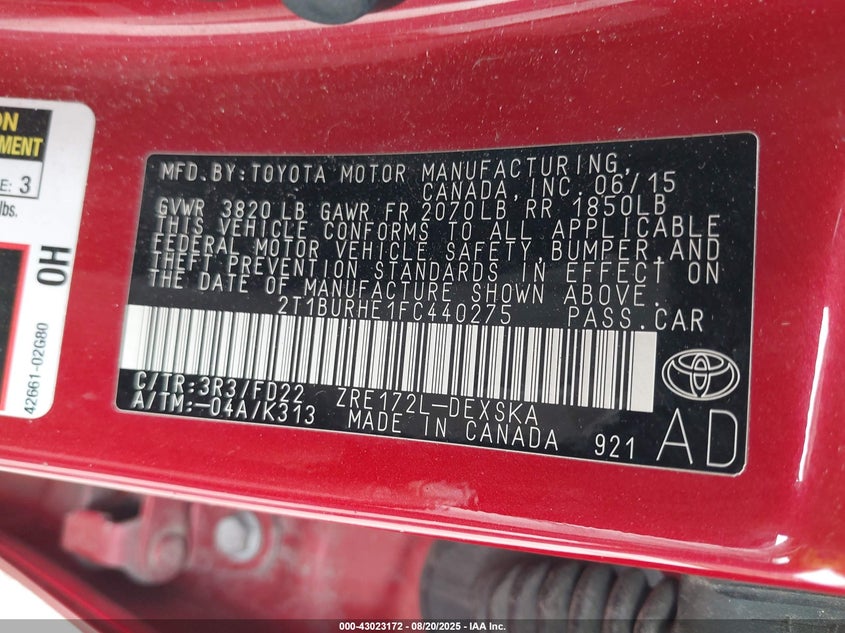 ON
MENT
E: 3
lbs.
OH
42661-02G80
MFD. BY: TOYOTA MOTOR MANUFACTURING,
CANADA, INC. 06/15
GVWR 3820 LB GAWR FR 2070LB RR 1850LB
THIS VEHICLE CONFORMS TO ALL APPLICABLE
FEDERAL MOTOR VEHICLE SAFETY, BUMPER, AND
THEFT PREVENTION STANDARDS IN EFFECT ON
THE DATE OF MANUFACTURE SHOWN ABOVE.
2T1BURHE1FC440275 PASS.CAR
C/TR:3R3/FD22 ZRE172L-DEXSKA
A/TM:-04A/K313 MADE IN CANADA 921
AD
000-43023172 - 08/20/2025 - IAA Inc.